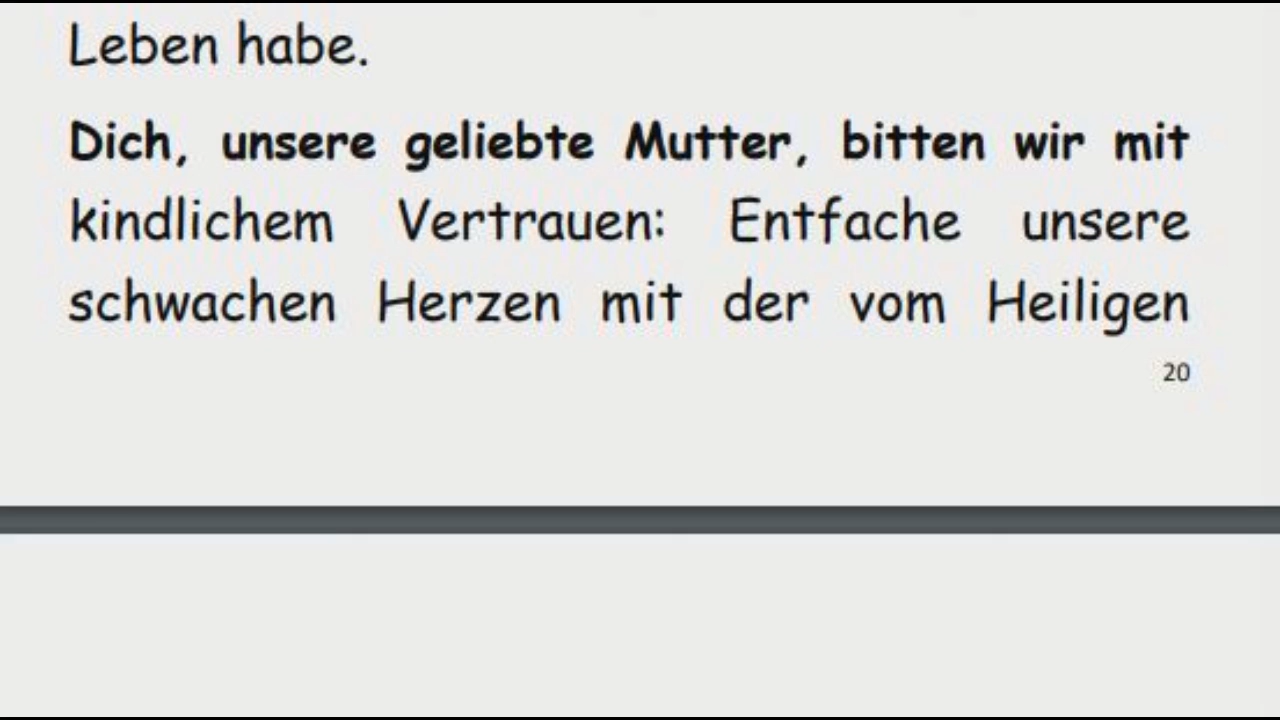 Leben habe.
Dich, unsere geliebte Mutter, bitten wir mit
kindlichem Vertrauen: Entfache unsere
schwachen Herzen mit der vom Heiligen
20